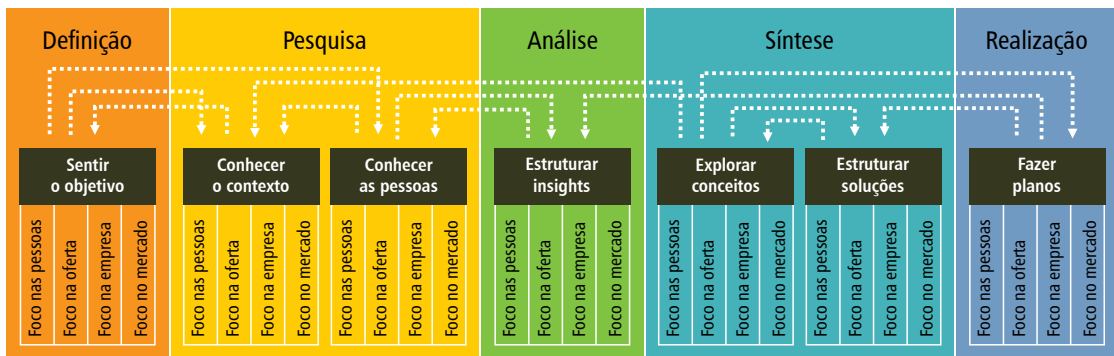 Definição
Pesquisa
Análise
Síntese
Realização
Sentir
o objetivo
Conhecer
o contexto
Conhecer
as pessoas
Estruturar
insights
Explorar
conceitos
Estruturar
soluções
Fazer
planos
Foco nas pessoas
Foco na oferta
Foco na empresa
Foco no mercado
Foco nas pessoas
Foco na oferta
Foco na empresa
Foco no mercado
Foco nas pessoas
Foco na oferta
Foco na empresa
Foco no mercado
Foco nas pessoas
Foco na oferta
Foco na empresa
Foco no mercado
Foco nas pessoas
Foco na oferta
Foco na empresa
Foco no mercado
Foco nas pessoas
Foco na oferta
Foco na empresa
Foco no mercado
Foco nas pessoas
Foco na oferta
Foco na empresa
Foco no mercado